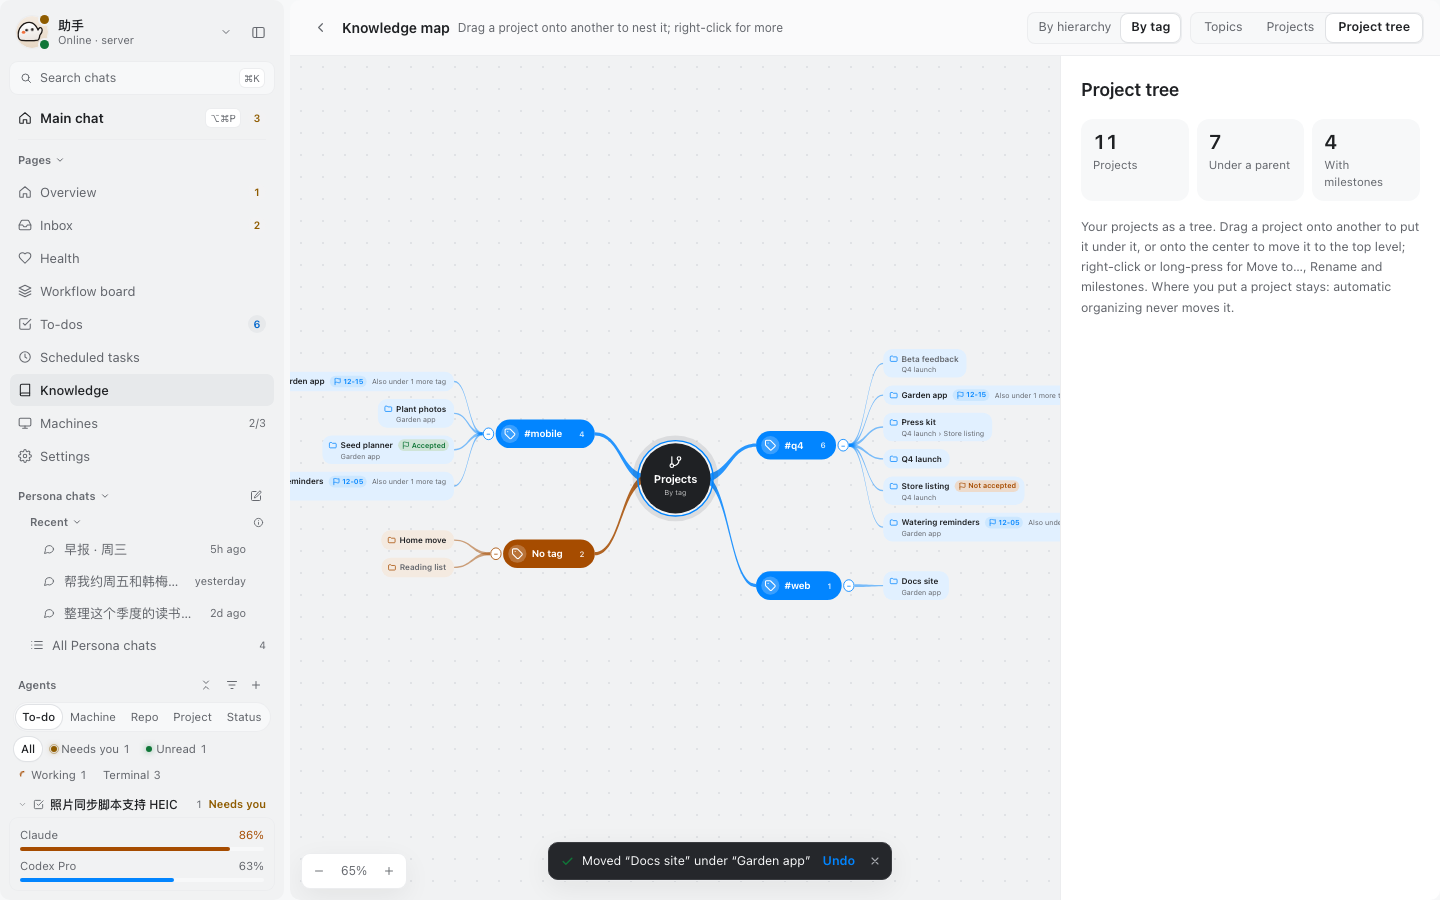 助手
Online · server
Search chats
⌘K
Main chat
⌥⌘P
3
Pages
Overview
1
Inbox
2
Health
Workflow board
To-dos
6
Scheduled tasks
Knowledge
Machines
2/3
Settings
Persona chats
Recent
早报 · 周三
5h ago
帮我约周五和韩梅...
yesterday
整理这个季度的读书...
2d ago
All Persona chats
4
Agents
To-do
Machine
Repo
Project
Status
All
Needs you 1
Unread 1
Working 1
Terminal 3
照片同步脚本支持 HEIC
1
Needs you
Claude
86%
Codex Pro
63%
Knowledge map
Drag a project onto another to nest it; right-click for more
By hierarchy
By tag
Topics
Projects
Project tree
rden app
12-15
Also under 1 more tag
Plant photos
Garden app
Seed planner
Accepted
Garden app
eminders
12-05
Also under 1 more tag
#mobile
4
Home move
Reading list
No tag
2
Projects
By tag
#q4
6
Beta feedback
Q4 launch
Garden app
12-15
Also under 1 more t
Press kit
Q4 launch › Store listing
Q4 launch
Store listing
Not accepted
Q4 launch
Watering reminders
12-05
Also unde
Garden app
#web
1
Docs site
Garden app
65%
Moved “Docs site” under “Garden app”
Undo
Project tree
11
Projects
7
Under a parent
4
With
milestones
Your projects as a tree. Drag a project onto another to put
it under it, or onto the center to move it to the top level;
right-click or long-press for Move to…, Rename and
milestones. Where you put a project stays: automatic
organizing never moves it.